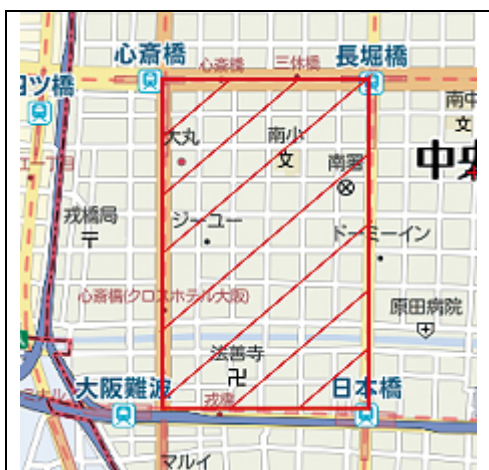 心斎橋
心斎橋
三休橋
長堀橋
ツ橋
南中
文
大丸
南小
文
南署
中央
丁目
戎橋局
ジーユー
ドーミーイン
心斎橋(クロスホテル大阪)
原田病院
法善寺
大阪難波
戎橋
日本橋
マルイ